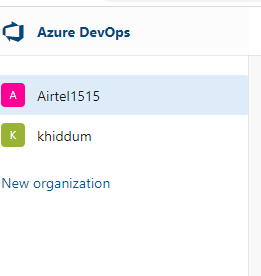 Azure DevOps
A Airtel1515
K khiddum
New organization